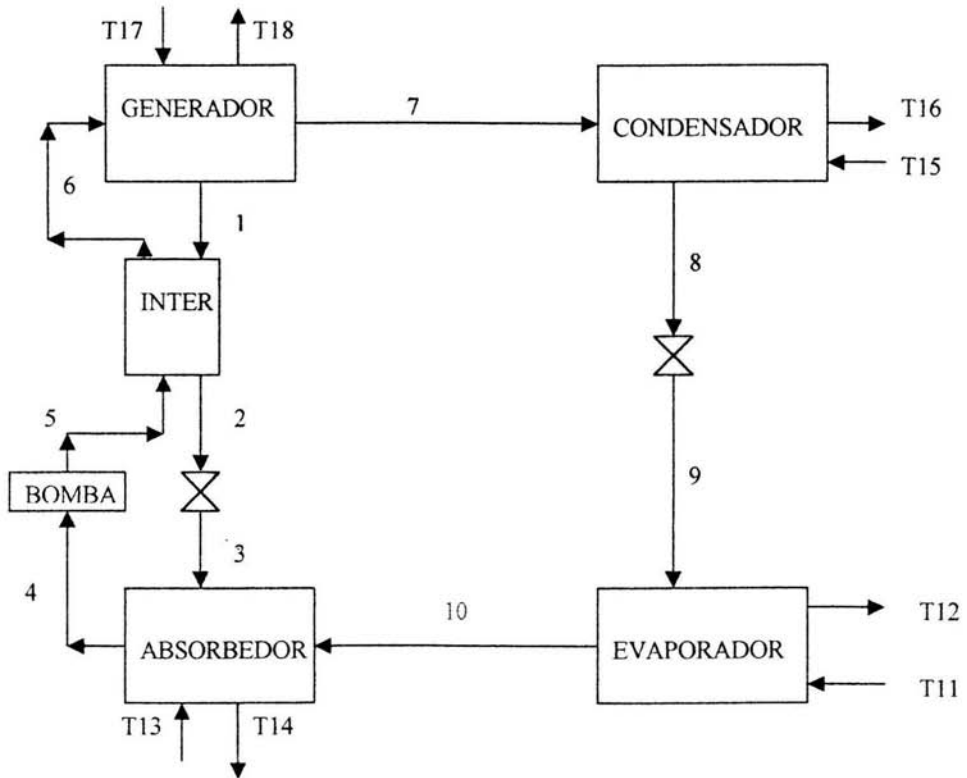 T17
T18
GENERADOR
7
CONDENSADOR
T16
T15
6
1
8
INTER
5
2
BOMBA
9
3
4
10
T12
ABSORBEDOR
EVAPORADOR
T11
T13
T14